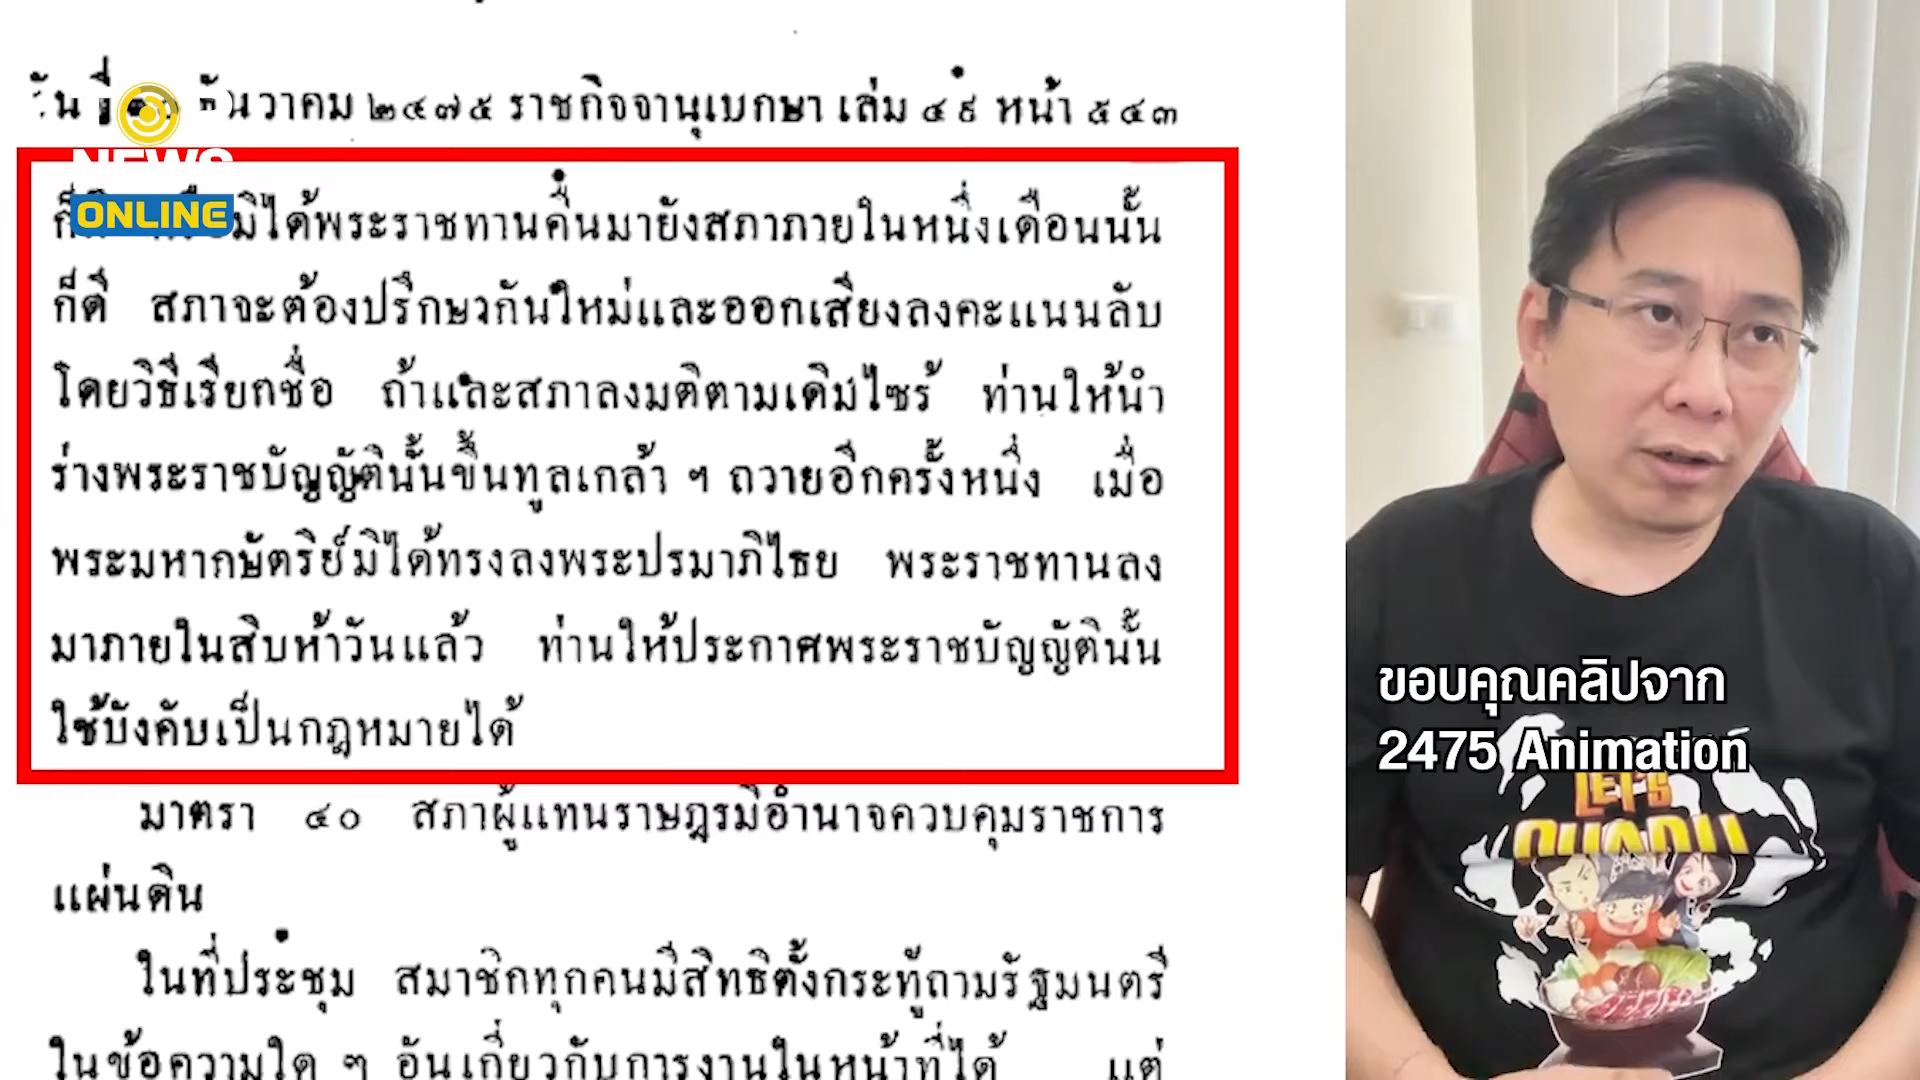 ธันวาคม ๒๔๗๕ ราชกิจจานุเบกษา เล่ม ๔๙ หน้า ๕๔๓
NEWS
ONLINE
มิได้พระราชทานคืนมายังสภาภายในหนึ่งเดือนนั้น
ก็ดี สภาจะต้องปรึกษากันใหม่และออกเสียงลงคะแนนลับ
โดยวิธีเรียกชื่อ ถ้าและสภาลงมติตามเดิมไซร้ ท่านให้นำ
ร่างพระราชบัญญัตินั้นขึ้นทูลเกล้า ฯ ถวายอีกครั้งหนึ่ง เมื่อ
พระมหากษัตริย์มิได้ทรงลงพระปรมาภิไธย พระราชทานลง
มาภายในสิบห้าวันแล้ว ท่านให้ประกาศพระราชบัญญัตินั้น
ใช้บังคับเป็นกฎหมายได้
มาตรา ๔๐ สภาผู้แทนราษฎรมีอำนาจควบคุมราชการ
แผ่นดิน
ในที่ประชุม สมาชิกทุกคนมีสิทธิตั้งกระทู้ถามรัฐมนตรี
ในข้อความใด ๆ อันเกี่ยวกับการงานในหน้าที่ได้ แต่
ขอบคุณคลิปจาก
2475 Animation
LET'S